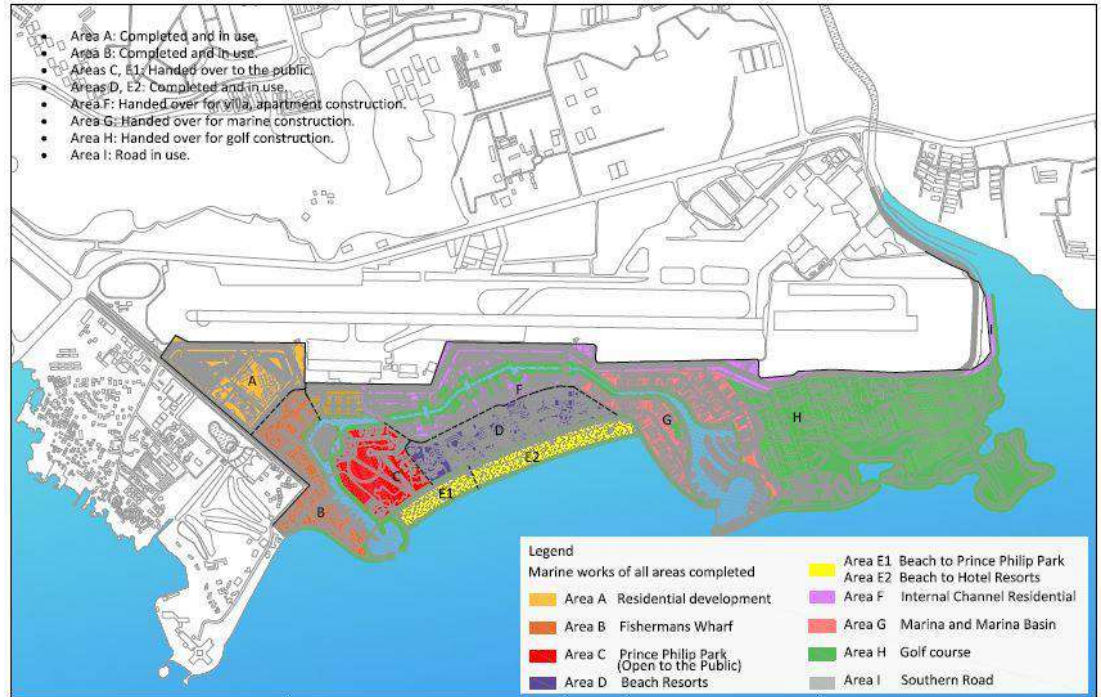 • Area A: Completed and in use.
• Area B: Completed and in use.
• Areas C, E1: Handed over to the public.
• Areas D, E2: Completed and in use.
• Area F: Handed over for villa, apartment construction.
• Area G: Handed over for marine construction.
• Area H: Handed over for golf construction.
• Area I: Road in use.
A
B
C
D
E1
E2
F
G
H
i
Legend
Marine works of all areas completed
Area A Residential development
Area B Fishermans Wharf
Area C Prince Philip Park
(Open to the Public)
Area D Beach Resorts
Area E1 Beach to Prince Philip Park
Area E2 Beach to Hotel Resorts
Area F Internal Channel Residential
Area G Marina and Marina Basin
Area H Golf course
Area I Southern Road